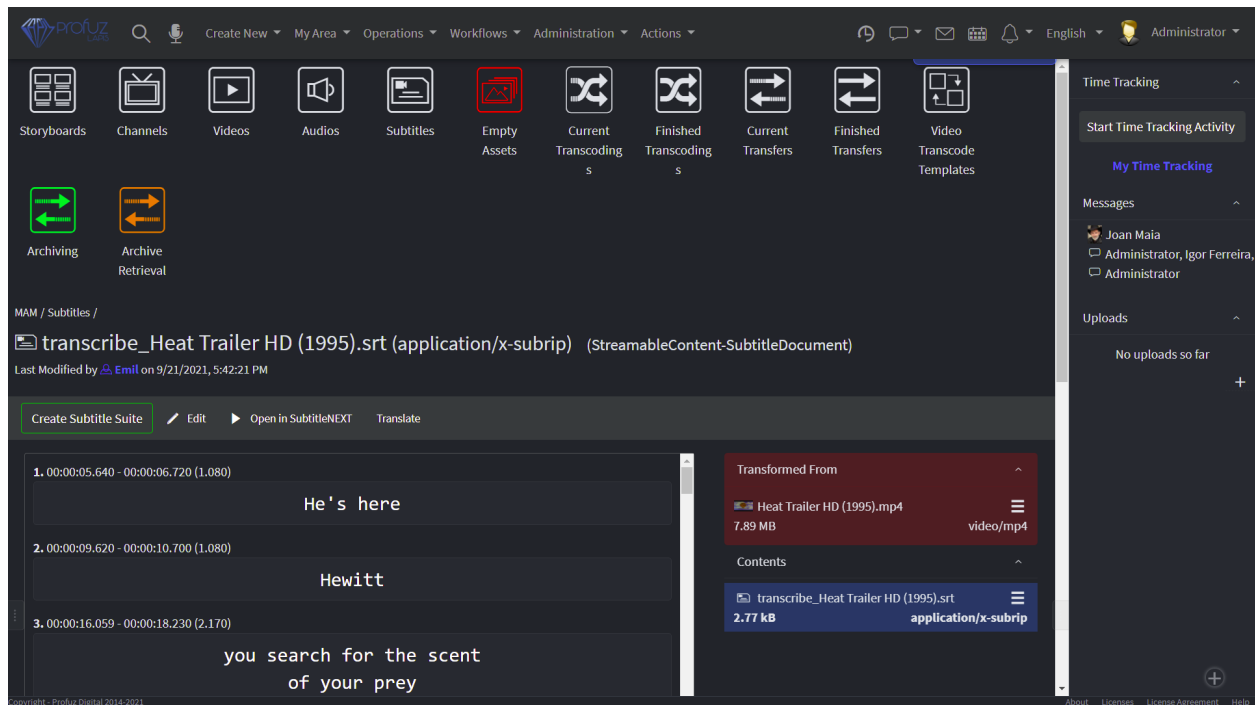 Profuz
LABS
Create New
My Area
Operations
Workflows
Administration
Actions
English
Administrator
Storyboards
Channels
Videos
Audios
Subtitles
Empty
Assets
Current
Transcoding
s
Finished
Transcoding
s
Current
Transfers
Finished
Transfers
Video
Transcode
Templates
Archiving
Archive
Retrieval
MAM / Subtitles /
transcribe_Heat Trailer HD (1995).srt (application/x-subrip) (StreamableContent-SubtitleDocument)
Last Modified by Emil on 9/21/2021, 5:42:21 PM
Create Subtitle Suite
Edit
Open in SubtitleNEXT
Translate
1. 00:00:05.640 - 00:00:06.720 (1.080)
He's here
2. 00:00:09.620 - 00:00:10.700 (1.080)
Hewitt
3. 00:00:16.059 - 00:00:18.230 (2.170)
you search for the scent
of your prey
Transformed From
Heat Trailer HD (1995).mp4
7.89 MB video/mp4
Contents
transcribe_Heat Trailer HD (1995).srt
2.77 kB application/x-subrip
Time Tracking
Start Time Tracking Activity
My Time Tracking
Messages
Joan Maia
Administrator, Igor Ferreira,
Administrator
Uploads
No uploads so far
+
Copyright - Profuz Digital 2014-2021
About Licenses License Agreement Help